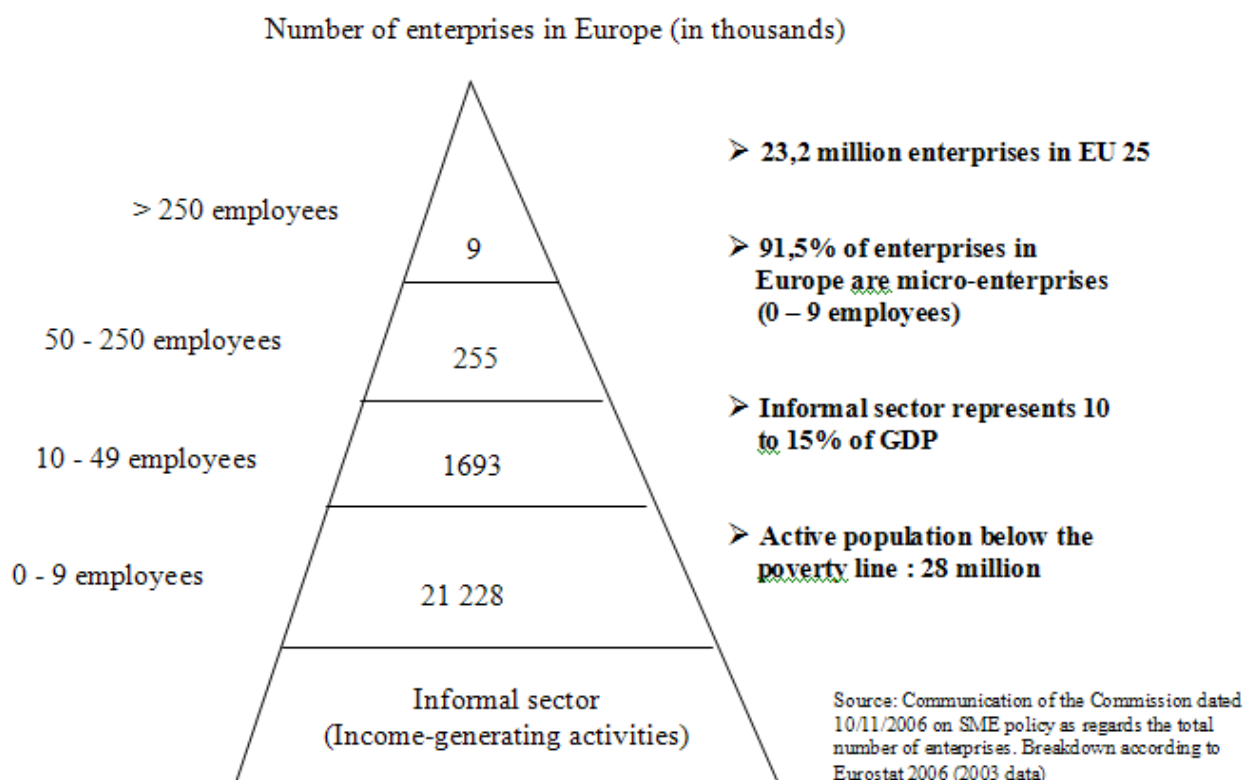 Number of enterprises in Europe (in thousands)
> 250 employees
9
50 - 250 employees
255
10 - 49 employees
1693
0 - 9 employees
21 228
Informal sector
(Income-generating activities)
➢ 23,2 million enterprises in EU 25
➢ 91,5% of enterprises in
Europe are micro-enterprises
(0 – 9 employees)
➢ Informal sector represents 10
to 15% of GDP
➢ Active population below the
poverty line : 28 million
Source: Communication of the Commission dated
10/11/2006 on SME policy as regards the total
number of enterprises. Breakdown according to
Eurostat 2006 (2003 data)